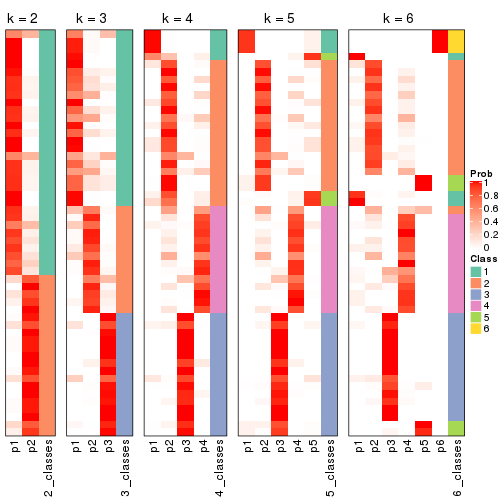 k = 2
k = 3
k = 4
k = 5
k = 6
Prob
1
0.8
0.6
0.4
0.2
0
Class
1
2
3
4
5
6
p1
p2
2_classes
p1
p2
p3
3_classes
p1
p2
p3
p4
4_classes
p1
p2
p3
p4
p5
5_classes
p1
p2
p3
p4
p5
p6
6_classes